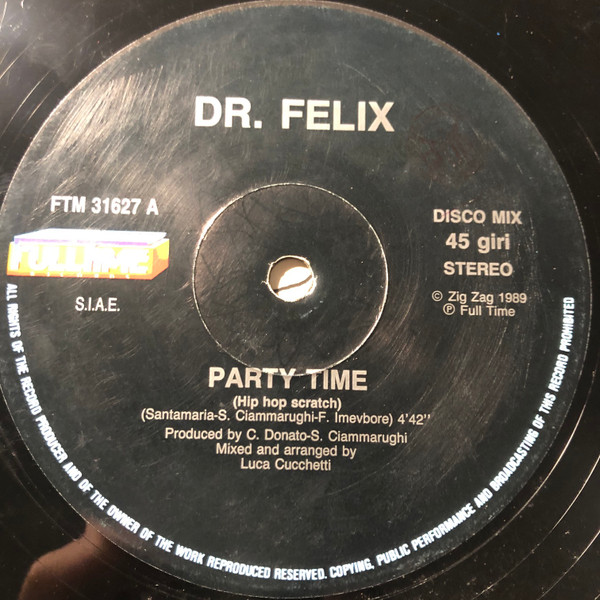 DR. FELIX
FTM 31627 A
FULLTIME
S.I.A.E.
DISCO MIX
45 giri
STEREO
© Zig Zag 1989
℗ Full Time
PARTY TIME
(Hip hop scratch)
(Santamaria-S. Ciammarughi-F. Imevbore) 4'42''
Produced by C. Donato-S. Ciammarughi
Mixed and arranged by
Luca Cucchetti
ALL RIGHTS OF THE RECORD PRODUCER AND OF THE OWNER OF THE WORK REPRODUCED RESERVED. COPYING, PUBLIC PERFORMANCE AND BROADCASTING OF THIS RECORD PROHIBITED